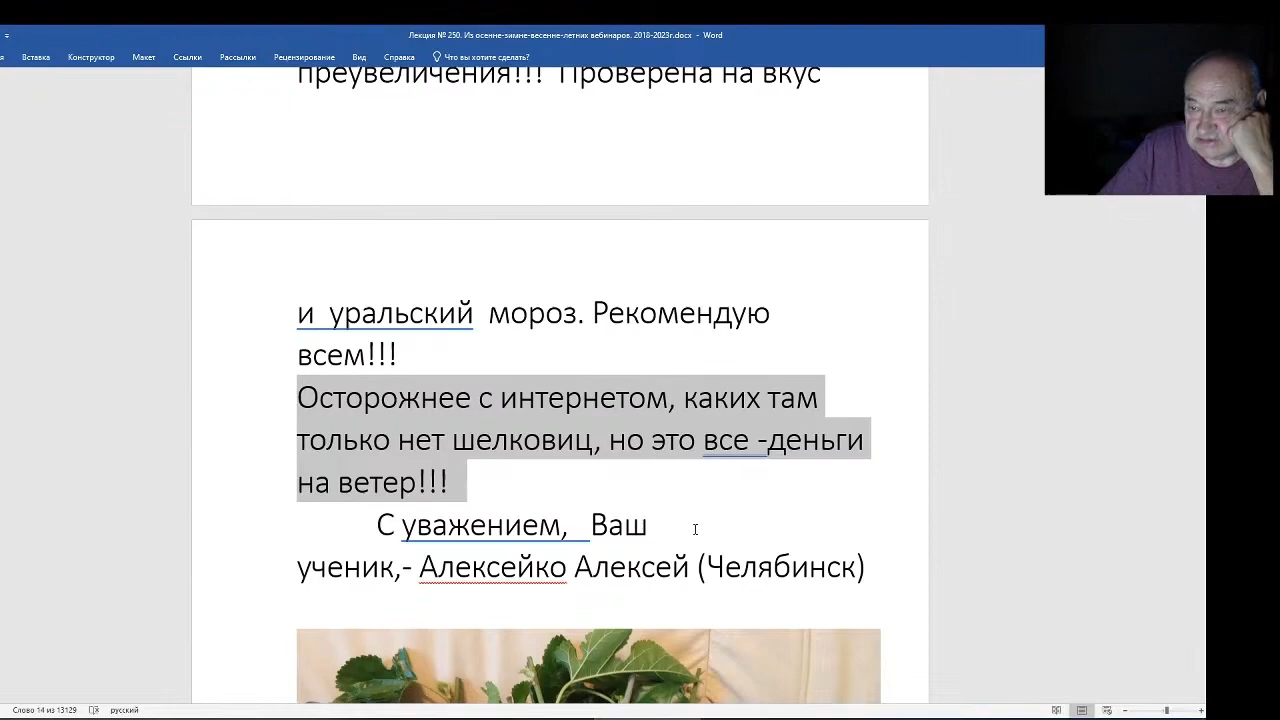 Лекция № 250. Из осенне-зимне-весенне-летних вебинаров. 2018-2023г.docx - Word
я Вставка Конструктор Макет Ссылки Рассылки Рецензирование Вид Справка Что вы хотите сделать?
преувеличения!!! Проверена на вкус
и уральский мороз. Рекомендую
всем!!!
Осторожнее с интернетом, каких там
только нет шелковиц, но это все -деньги
на ветер!!!
С уважением, Ваш
ученик,- Алексейко Алексей (Челябинск)
Слово 14 из 13129 русский